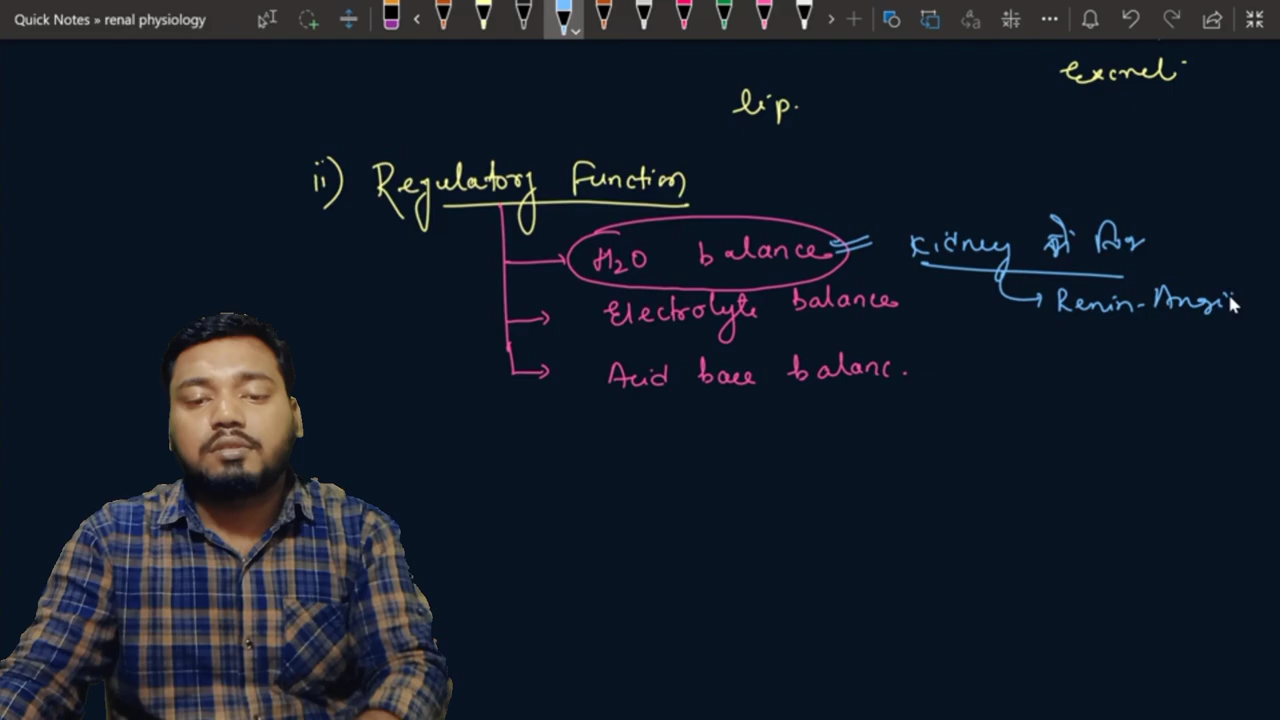 Quick Notes » renal physiology
Excreti
lip.
ii) Regulatory Function
H2O balance
Kidney
Electrolyte balance
Renin-Angi
Acid base balanc.